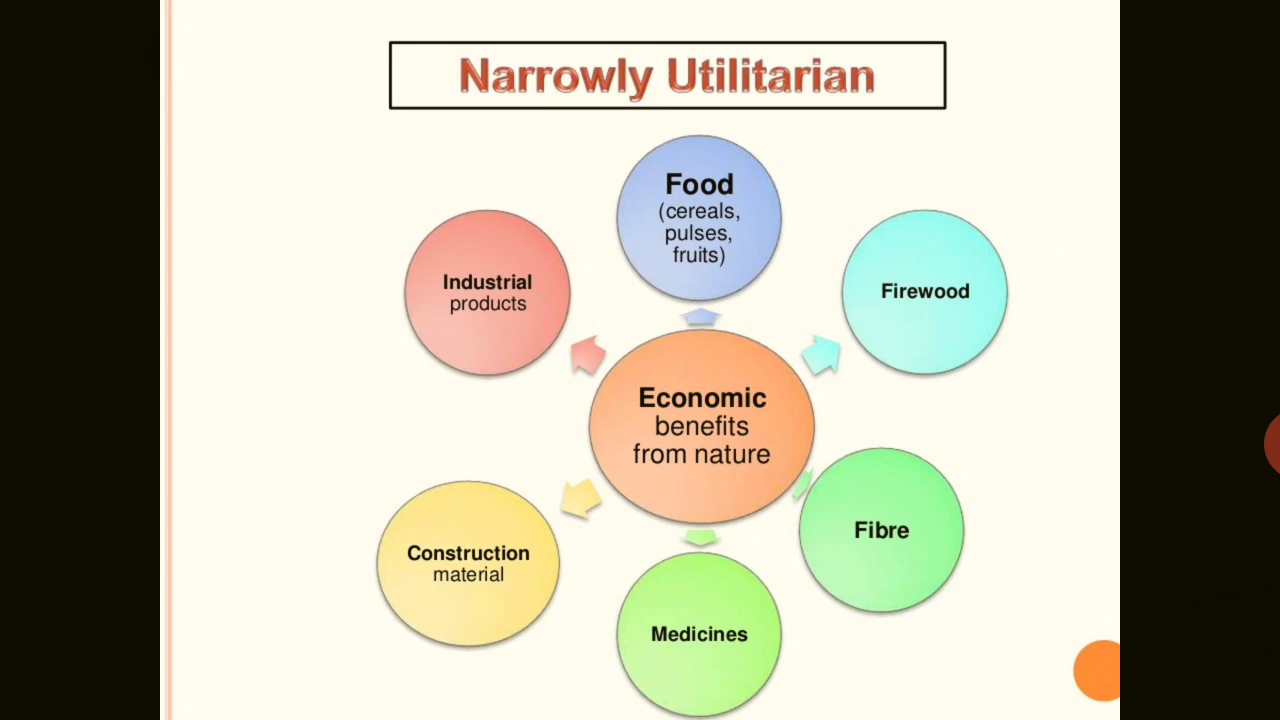 Narrowly Utilitarian
Food
(cereals,
pulses,
fruits)
Firewood
Fibre
Medicines
Construction
material
Industrial
products
Economic
benefits
from nature